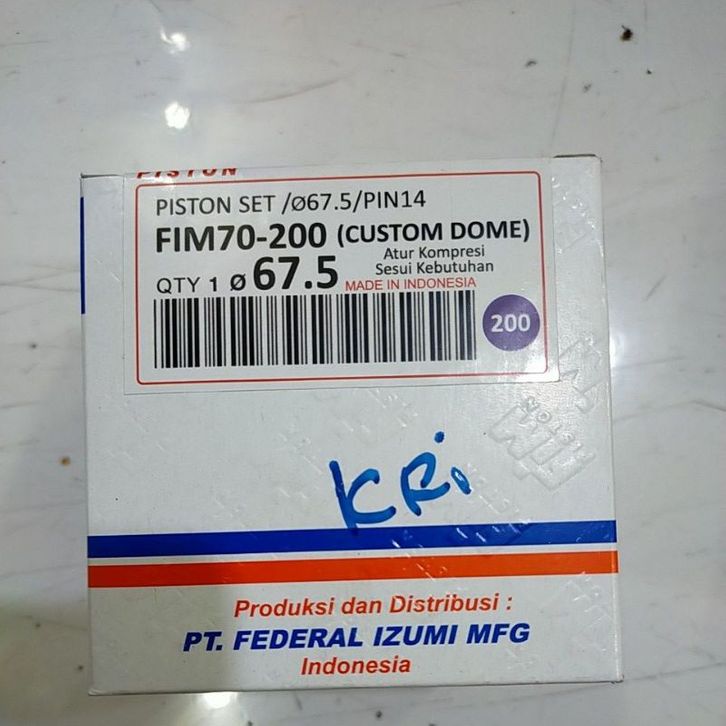 PISTON
PISTON SET /Ø67.5/PIN14
FIM70-200 (CUSTOM DOME)
Atur Kompresi
Sesui Kebutuhan
QTY 1 Ø 67.5 MADE IN INDONESIA
200
KRi
Produksi dan Distribusi :
PT. FEDERAL IZUMI MFG
Indonesia